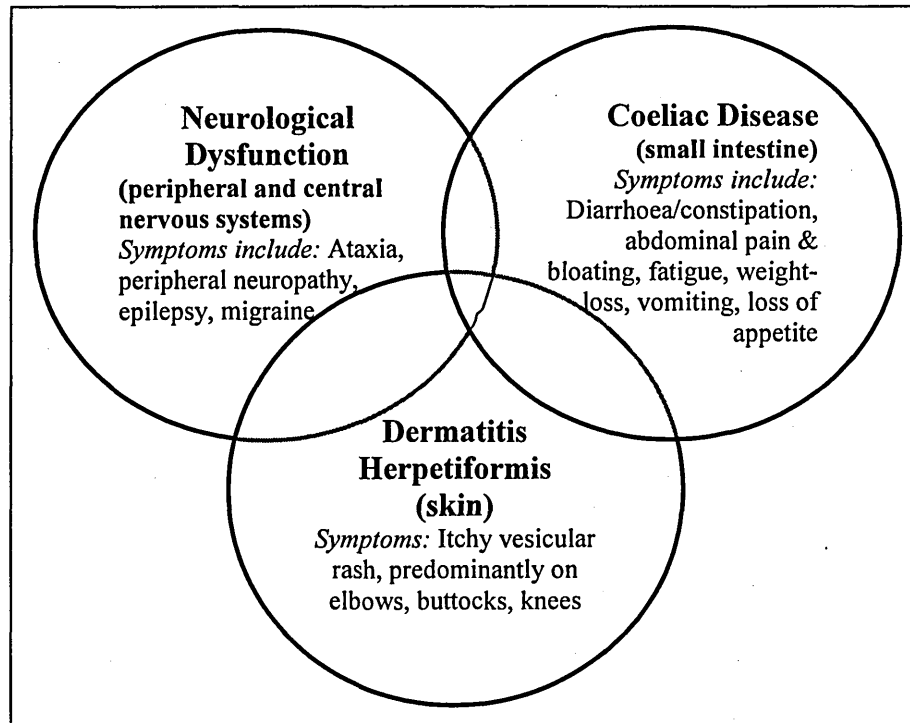 Neurological
Dysfunction
(peripheral and central
nervous systems)
Symptoms include: Ataxia,
peripheral neuropathy,
epilepsy, migraine
Coeliac Disease
(small intestine)
Symptoms include:
Diarrhoea/constipation,
abdominal pain &
bloating, fatigue, weight-
loss, vomiting, loss of
appetite
Dermatitis
Herpetiformis
(skin)
Symptoms: Itchy vesicular
rash, predominantly on
elbows, buttocks, knees